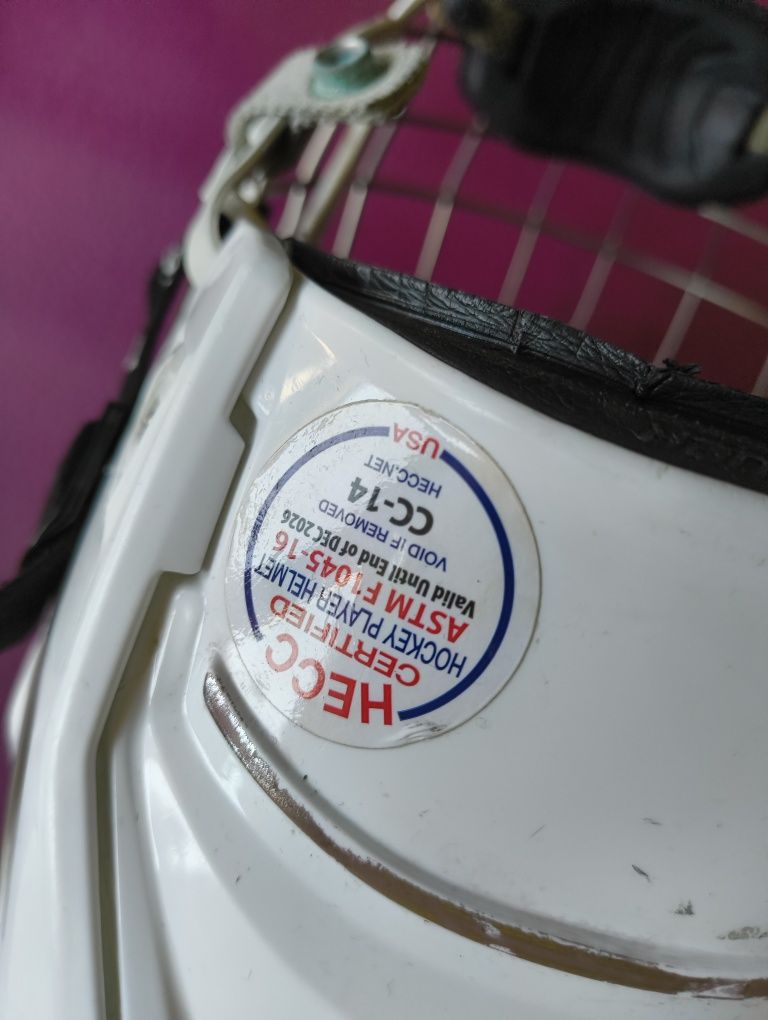 HECC
CERTIFIED
HOCKEY PLAYER HELMET
ASTM F1045-16
Valid Until End of DEC 2026
VOID IF REMOVED
CC-14
HECC.NET
USA